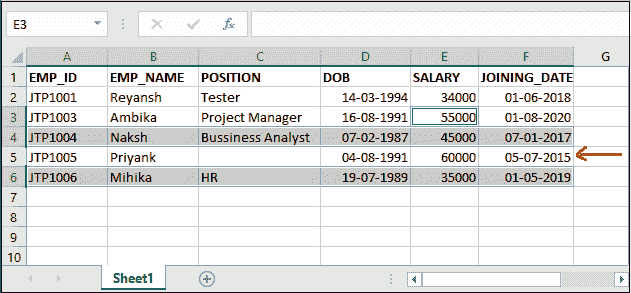 E3 fx
A B C D E F G
1 EMP_ID EMP_NAME POSITION DOB SALARY JOINING_DATE
2 JTP1001 Reyansh Tester 14-03-1994 34000 01-06-2018
3 JTP1003 Ambika Project Manager 16-08-1991 55000 01-08-2020
4 JTP1004 Naksh Bussiness Analyst 07-02-1987 45000 07-01-2017
5 JTP1005 Priyank 04-08-1991 60000 05-07-2015
6 JTP1006 Mihika HR 19-07-1989 35000 01-05-2019
7
8
9
10
Sheet1